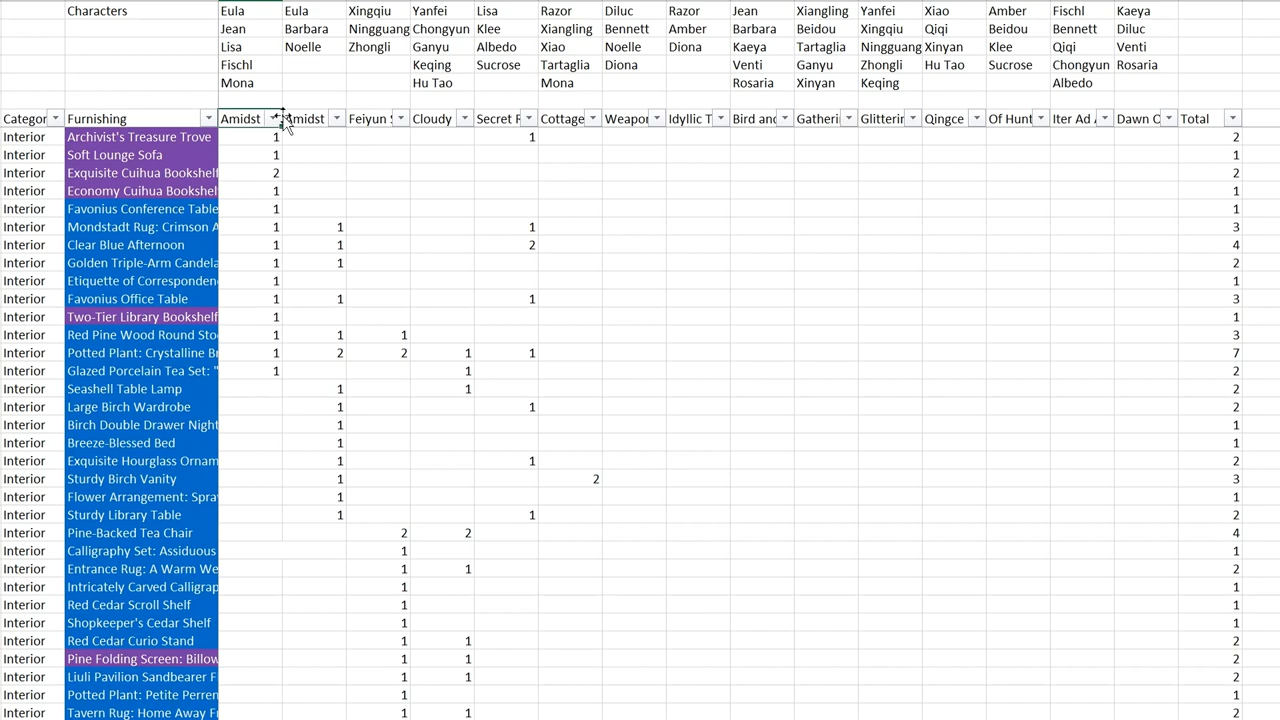 Characters Eula Eula Xingqiu Yanfei Lisa Razor Diluc Razor Jean Xiangling Yanfei Xiao Amber Fischl Kaeya
Jean Barbara Ningguang Chongyun Klee Xiangling Bennett Amber Barbara Beidou Xingqiu Qiqi Beidou Bennett Diluc
Lisa Noelle Zhongli Ganyu Albedo Xiao Noelle Diona Kaeya Tartaglia Ningguang Xinyan Klee Qiqi Venti
Fischl Keqing Sucrose Tartaglia Diona Venti Ganyu Zhongli Hu Tao Sucrose Chongyun Rosaria
Mona Hu Tao Mona Rosaria Xinyan Keqing Albedo
Categor Furnishing Amidst Amidst Feiyun Cloudy Secret R Cottage Weapor Idyllic T Bird and Gatheri Glitterin Qingce Of Hunt Iter Ad Dawn C Total
Interior Archivist's Treasure Trove 1 1 2
Interior Soft Lounge Sofa 1 1
Interior Exquisite Cuihua Bookshelf 2 2
Interior Economy Cuihua Bookshel 1 1
Interior Favonius Conference Table 1 1
Interior Mondstadt Rug: Crimson A 1 1 1 3
Interior Clear Blue Afternoon 1 1 2 4
Interior Golden Triple-Arm Candela 1 1 2
Interior Etiquette of Corresponden 1 1
Interior Favonius Office Table 1 1 1 3
Interior Two-Tier Library Bookshelf 1 1
Interior Red Pine Wood Round Sto 1 1 1 3
Interior Potted Plant: Crystalline Br 1 2 2 1 1 7
Interior Glazed Porcelain Tea Set: " 1 1 2
Interior Seashell Table Lamp 1 1 2
Interior Large Birch Wardrobe 1 1 2
Interior Birch Double Drawer Night 1 1
Interior Breeze-Blessed Bed 1 1
Interior Exquisite Hourglass Ornam 1 1 2
Interior Sturdy Birch Vanity 1 2 3
Interior Flower Arrangement: Spra 1 1
Interior Sturdy Library Table 1 1 2
Interior Pine-Backed Tea Chair 2 2 4
Interior Calligraphy Set: Assiduous 1 1
Interior Entrance Rug: A Warm We 1 1 2
Interior Intricately Carved Calligrap 1 1
Interior Red Cedar Scroll Shelf 1 1
Interior Shopkeeper's Cedar Shelf 1 1
Interior Red Cedar Curio Stand 1 1 2
Interior Pine Folding Screen: Billow 1 1 2
Interior Liuli Pavilion Sandbearer F 1 1 2
Interior Potted Plant: Petite Perren 1 1
Interior Tavern Rug: Home Away Fr 1 1 2